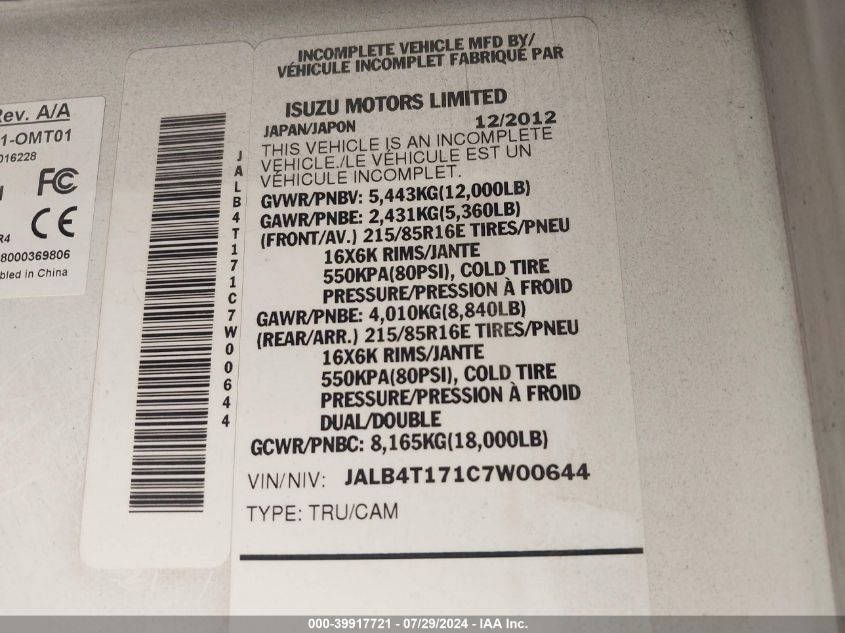 Rev. A/A
1-OMT01
016228
FC
CE
R4
8000369806
bled in China
JALB4T171C7W00644
INCOMPLETE VEHICLE MFD BY/
VÉHICULE INCOMPLET FABRIQUÉ PAR
ISUZU MOTORS LIMITED
JAPAN/JAPON 12/2012
THIS VEHICLE IS AN INCOMPLETE
VEHICLE./LE VÉHICULE EST UN
VÉHICULE INCOMPLET.
GVWR/PNBV: 5,443KG(12,000LB)
GAWR/PNBE: 2,431KG(5,360LB)
(FRONT/AV.) 215/85R16E TIRES/PNEU
16X6K RIMS/JANTE
550KPA(80PSI), COLD TIRE
PRESSURE/PRESSION À FROID
GAWR/PNBE: 4,010KG(8,840LB)
(REAR/ARR.) 215/85R16E TIRES/PNEU
16X6K RIMS/JANTE
550KPA(80PSI), COLD TIRE
PRESSURE/PRESSION À FROID
DUAL/DOUBLE
GCWR/PNBC: 8,165KG(18,000LB)
VIN/NIV: JALB4T171C7W00644
TYPE: TRU/CAM
000-39917721 - 07/29/2024 - IAA Inc.